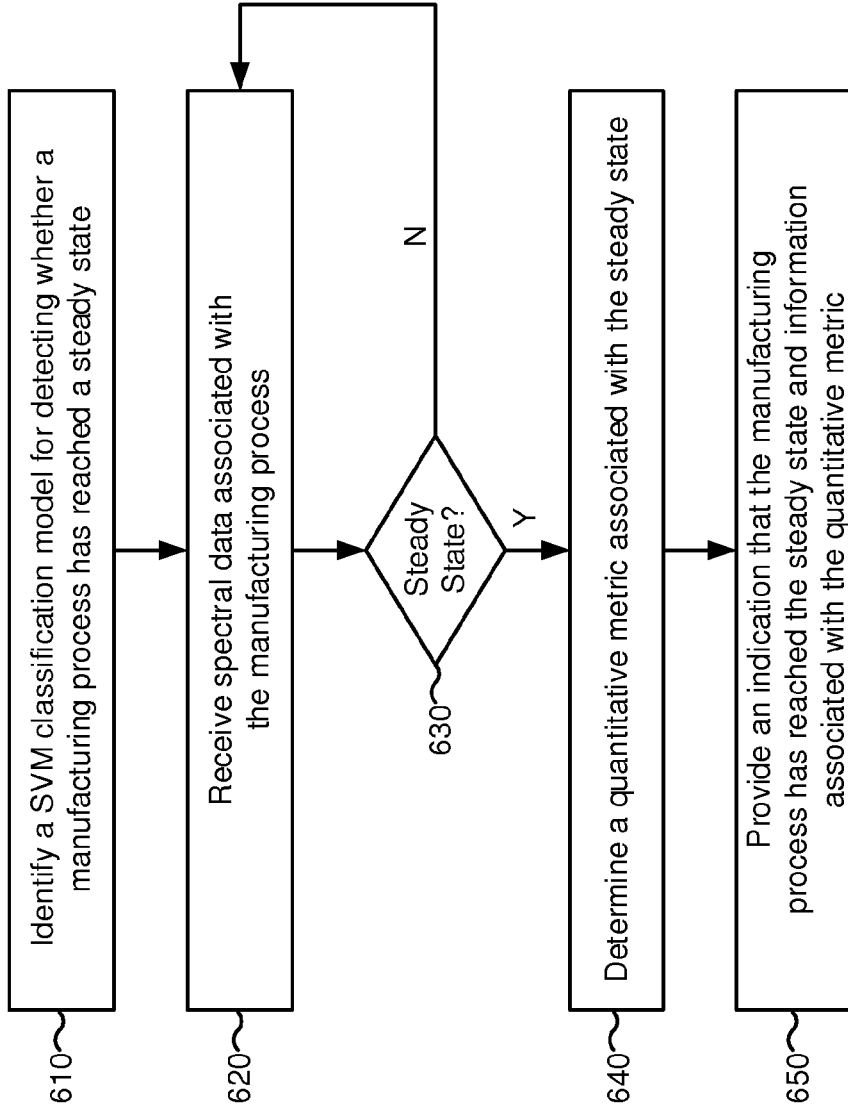 610
Identify a SVM classification model for detecting whether a
manufacturing process has reached a steady state
620
Receive spectral data associated with
the manufacturing process
630
Steady
State?
N
Y
640
Determine a quantitative metric associated with the steady state
650
Provide an indication that the manufacturing
process has reached the steady state and information
associated with the quantitative metric